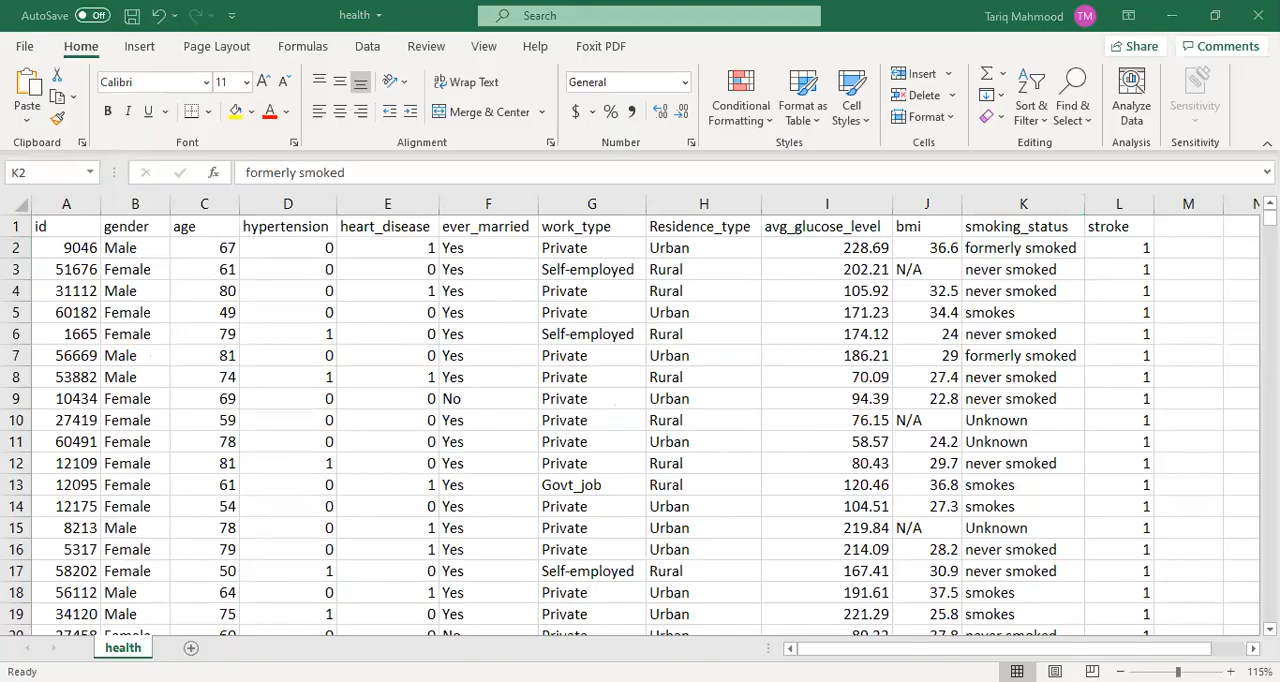 AutoSave Off health Search Tariq Mahmood TM
File Home Insert Page Layout Formulas Data Review View Help Foxit PDF Share Comments
Paste Calibri 11 Wrap Text General Conditional Formatting Format as Table Cell Styles Insert Sort & Filter Find & Select Analyze Data Sensitivity
B I U Merge & Center $ % Delete
Format
Clipboard Font Alignment Number Styles Cells Editing Analysis Sensitivity
K2 fx formerly smoked
A B C D E F G H I J K L M N
1 id gender age hypertension heart_disease ever_married work_type Residence_type avg_glucose_level bmi smoking_status stroke
2 9046 Male 67 0 1 Yes Private Urban 228.69 36.6 formerly smoked 1
3 51676 Female 61 0 0 Yes Self-employed Rural 202.21 N/A never smoked 1
4 31112 Male 80 0 1 Yes Private Rural 105.92 32.5 never smoked 1
5 60182 Female 49 0 0 Yes Private Urban 171.23 34.4 smokes 1
6 1665 Female 79 1 0 Yes Self-employed Rural 174.12 24 never smoked 1
7 56669 Male 81 0 0 Yes Private Urban 186.21 29 formerly smoked 1
8 53882 Male 74 1 1 Yes Private Rural 70.09 27.4 never smoked 1
9 10434 Female 69 0 0 No Private Urban 94.39 22.8 never smoked 1
10 27419 Female 59 0 0 Yes Private Rural 76.15 N/A Unknown 1
11 60491 Female 78 0 0 Yes Private Urban 58.57 24.2 Unknown 1
12 12109 Female 81 1 0 Yes Private Rural 80.43 29.7 never smoked 1
13 12095 Female 61 0 1 Yes Govt_job Rural 120.46 36.8 smokes 1
14 12175 Female 54 0 0 Yes Private Urban 104.51 27.3 smokes 1
15 8213 Male 78 0 1 Yes Private Urban 219.84 N/A Unknown 1
16 5317 Female 79 0 1 Yes Private Urban 214.09 28.2 never smoked 1
17 58202 Female 50 1 0 Yes Self-employed Rural 167.41 30.9 never smoked 1
18 56112 Male 64 0 1 Yes Private Urban 191.61 37.5 smokes 1
19 34120 Male 75 1 0 Yes Private Urban 221.29 25.8 smokes 1
20 27458 Female 60 0 0 No Private Urban 89.22 37.8 never smoked 1
health
Ready 115%